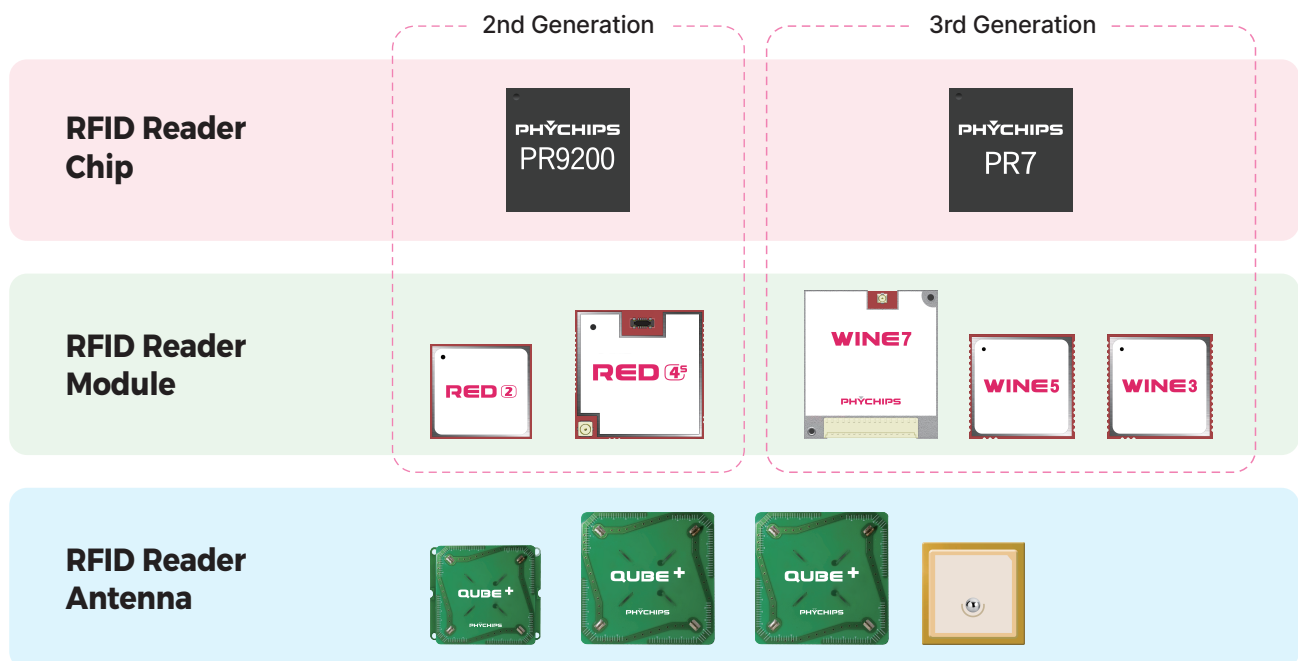 2nd Generation
3rd Generation
RFID Reader
Chip
PHYCHIPS
PR9200
PHYCHIPS
PR7
RFID Reader
Module
RED 2
RED 4s
WINE7
PHYCHIPS
WINE5
WINE3
RFID Reader
Antenna
QUBE+
PHYCHIPS
QUBE+
PHYCHIPS
QUBE+
PHYCHIPS